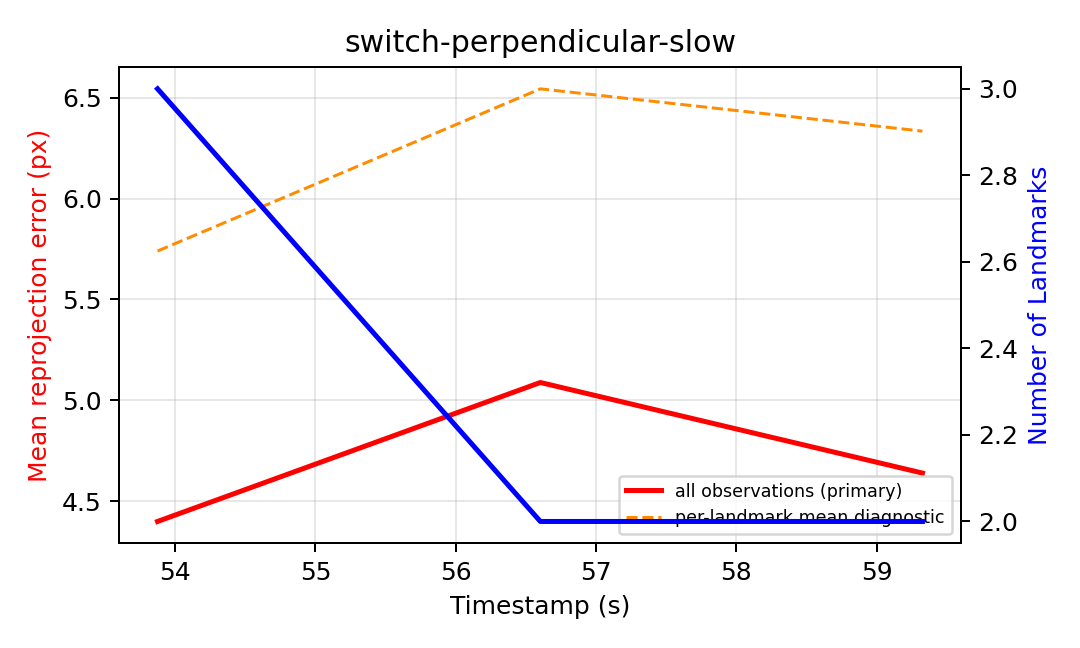 switch-perpendicular-slow
Mean reprojection error (px)
6.5
6.0
5.5
5.0
4.5
3.0
2.8
2.6
2.4
2.2
2.0
Number of Landmarks
all observations (primary)
per-landmark mean diagnostic
54 55 56 57 58 59
Timestamp (s)